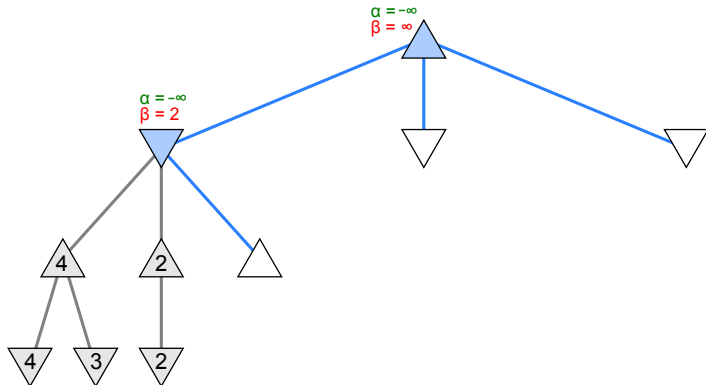 α = -∞
β = ∞
α = -∞
β = 2
4
2
4
3
2